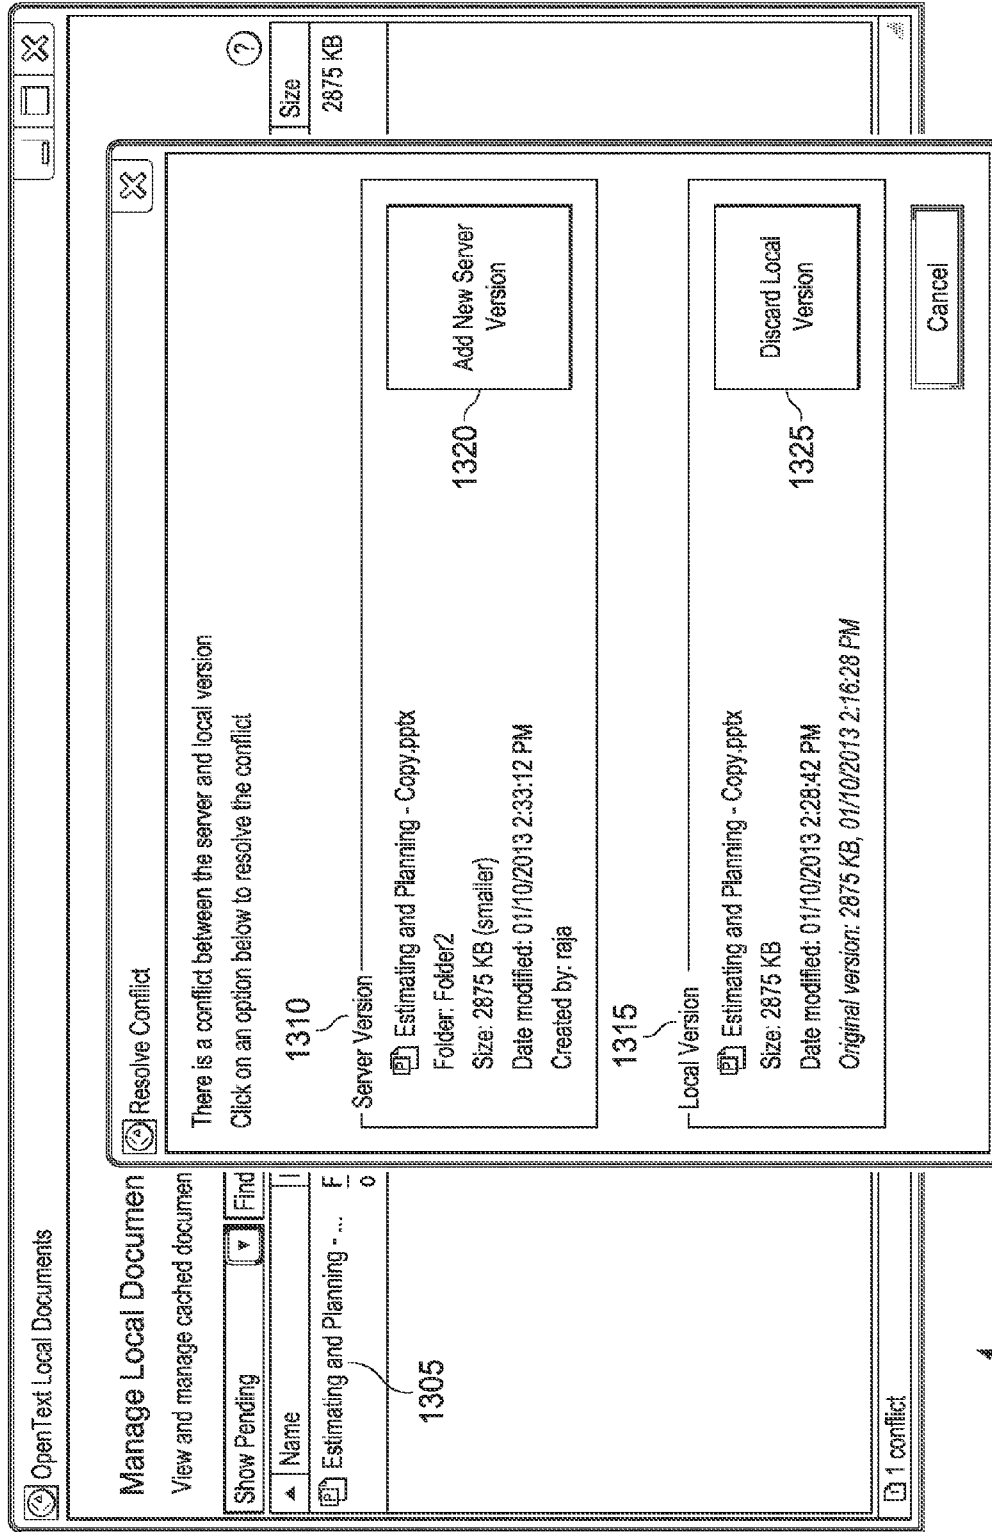 OpenText Local Documents
Manage Local Documen
View and manage cached documen
Show Pending
Find
?
Name
Size
Estimating and Planning - ...
F
o
2875 KB
1305
1 conflict
Resolve Conflict
There is a conflict between the server and local version
Click on an option below to resolve the conflict
1310
Server Version
Estimating and Planning - Copy.pptx
Folder: Folder2
Size: 2875 KB (smaller)
Date modified: 01/10/2013 2:33:12 PM
Created by: raja
Add New Server
Version
1320
1315
Local Version
Estimating and Planning - Copy.pptx
Size: 2875 KB
Date modified: 01/10/2013 2:28:42 PM
Original version: 2875 KB, 01/10/2013 2:16:28 PM
Discard Local
Version
1325
Cancel